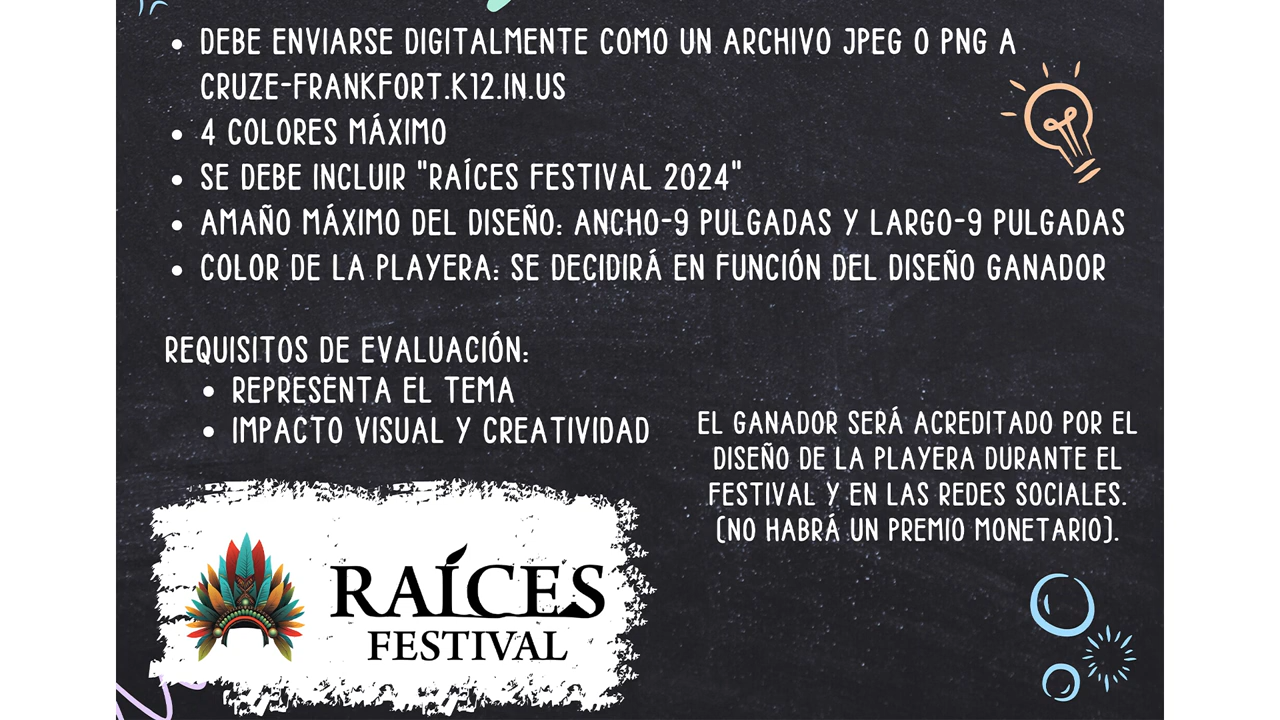 • DEBE ENVIARSE DIGITALMENTE COMO UN ARCHIVO JPEG O PNG A
CRUZE-FRANKFORT.K12.IN.US
• 4 COLORES MÁXIMO
• SE DEBE INCLUIR "RAÍCES FESTIVAL 2024"
• AMAÑO MÁXIMO DEL DISEÑO: ANCHO-9 PULGADAS Y LARGO-9 PULGADAS
• COLOR DE LA PLAYERA: SE DECIDIRÁ EN FUNCIÓN DEL DISEÑO GANADOR
REQUISITOS DE EVALUACIÓN:
• REPRESENTA EL TEMA
• IMPACTO VISUAL Y CREATIVIDAD
EL GANADOR SERÁ ACREDITADO POR EL
DISEÑO DE LA PLAYERA DURANTE EL
FESTIVAL Y EN LAS REDES SOCIALES.
(NO HABRÁ UN PREMIO MONETARIO).
RAÍCES
FESTIVAL